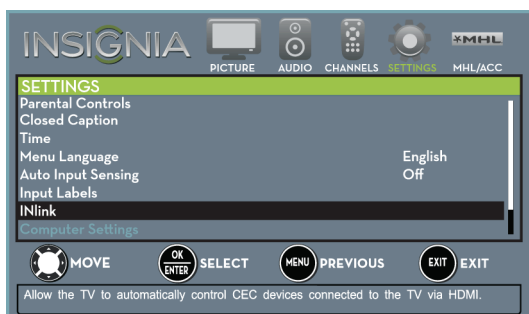 INSIGNIA
PICTURE AUDIO CHANNELS SETTINGS MHL MHL/ACC
SETTINGS
Parental Controls
Closed Caption
Time
Menu Language English
Auto Input Sensing Off
Input Labels
INlink
Computer Settings
MOVE OK ENTER SELECT MENU PREVIOUS EXIT EXIT
Allow the TV to automatically control CEC devices connected to the TV via HDMI.